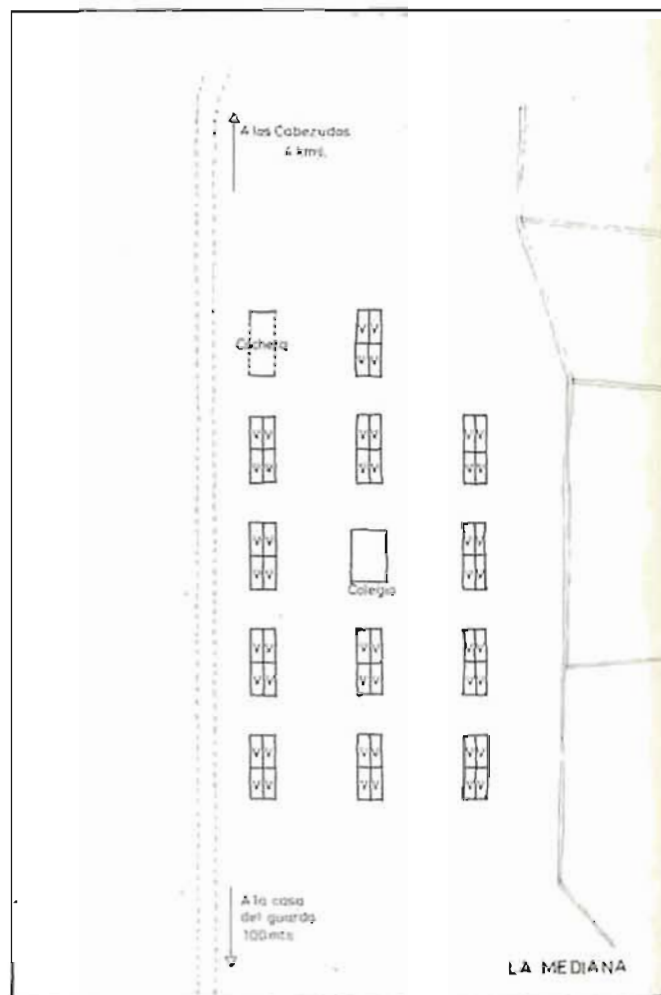 A las Cabezudas
4 kms.
V V
Cochera
V V
V V V V V V
V V V V V V
V V V V
V V V V
Colegio
V V V V V V
V V V V V V
V V V V V V
V V V V V V
A la casa
del guarda
100 mts
LA MEDIANA